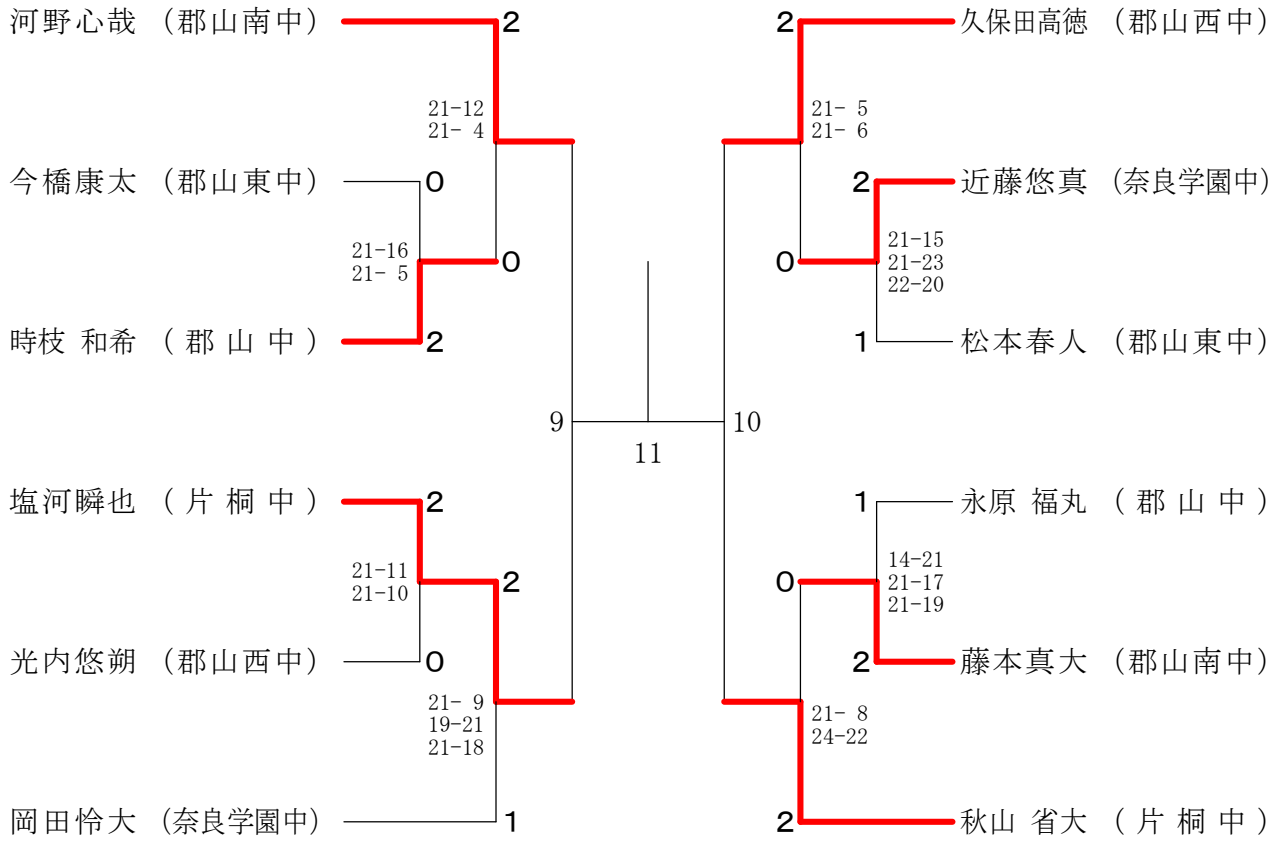 河野心哉 （郡山南中） 2 2 久保田高徳 （郡山西中）
21-12 21- 5
21- 4 21- 6
今橋康太 （郡山東中） 0 2 近藤悠真 （奈良学園中）
21-16 0 0 21-15
21- 5 21-23
22-20
時枝 和希 （ 郡 山 中 ） 2 1 松本春人 （郡山東中）
9 10
11
塩河瞬也 （ 片 桐 中 ） 2 1 永原 福丸 （ 郡 山 中 ）
21-11 2 0 14-21
21-10 21-17
21-19
光内悠朔 （郡山西中） 0 2 藤本真大 （郡山南中）
21- 9 21- 8
19-21 24-22
21-18
岡田怜大 （奈良学園中） 1 2 秋山 省大 （ 片 桐 中 ）